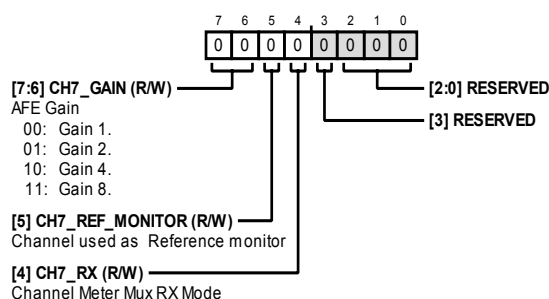 7 6 5 4 3 2 1 0
0 0 0 0 0 0 0 0
[7:6] CH7_GAIN (R/W)
AFE Gain
00: Gain 1.
01: Gain 2.
10: Gain 4.
11: Gain 8.
[5] CH7_REF_MONITOR (R/W)
Channel used as Reference monitor
[4] CH7_RX (R/W)
Channel Meter Mux RX Mode
[2:0] RESERVED
[3] RESERVED